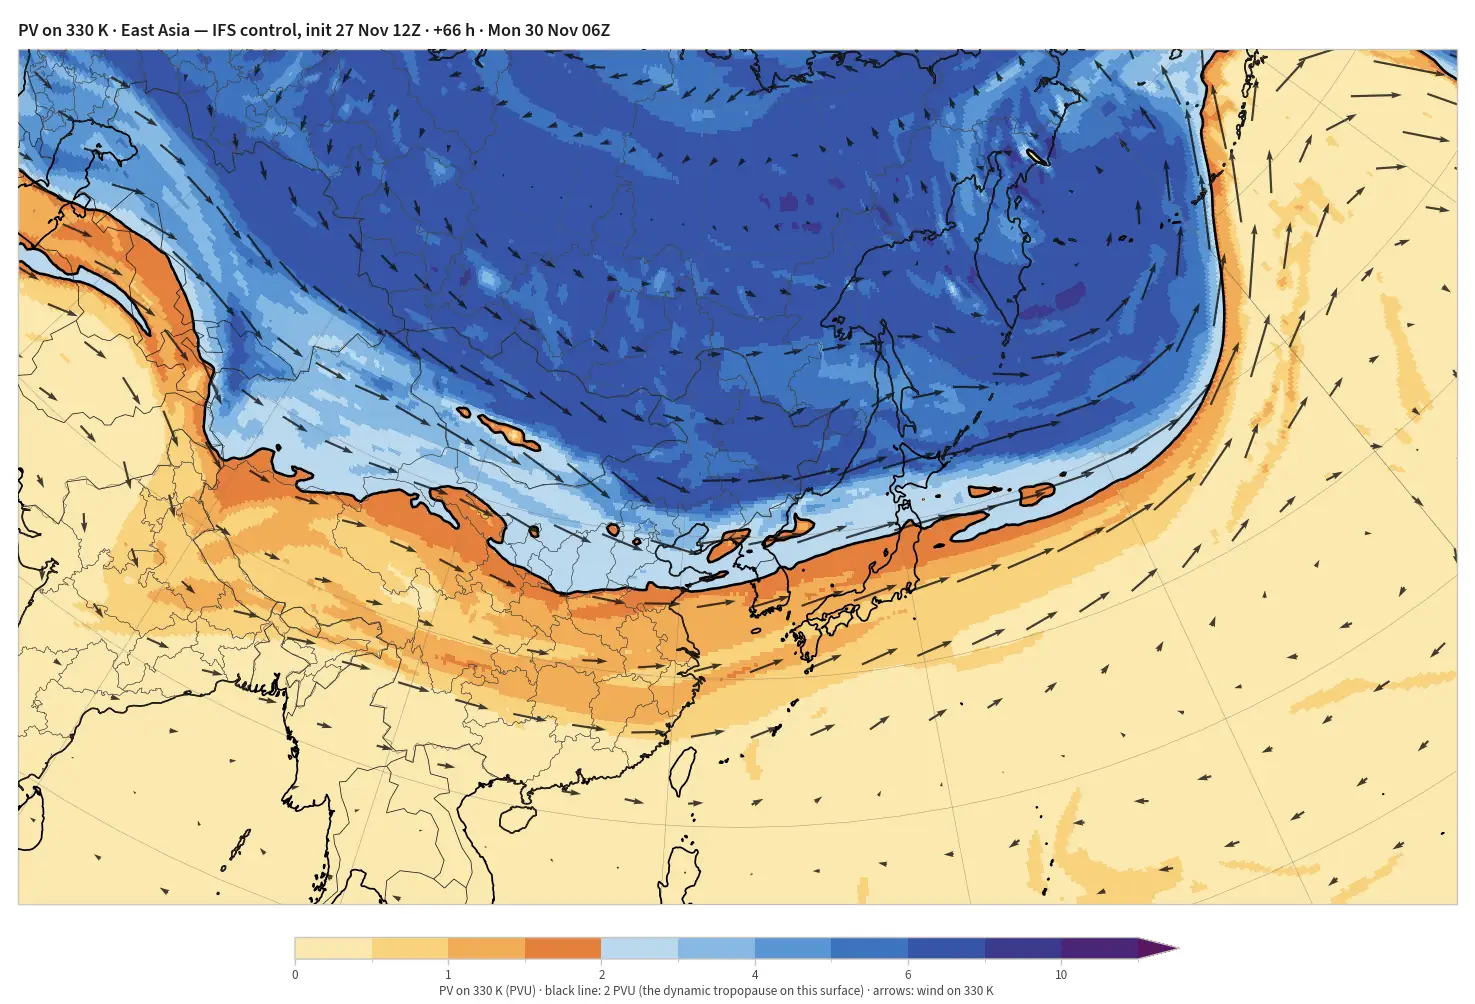 PV on 330 K · East Asia — IFS control, init 27 Nov 12Z · +66 h · Mon 30 Nov 06Z
0 1 2 4 6 10
PV on 330 K (PVU) · black line: 2 PVU (the dynamic tropopause on this surface) · arrows: wind on 330 K